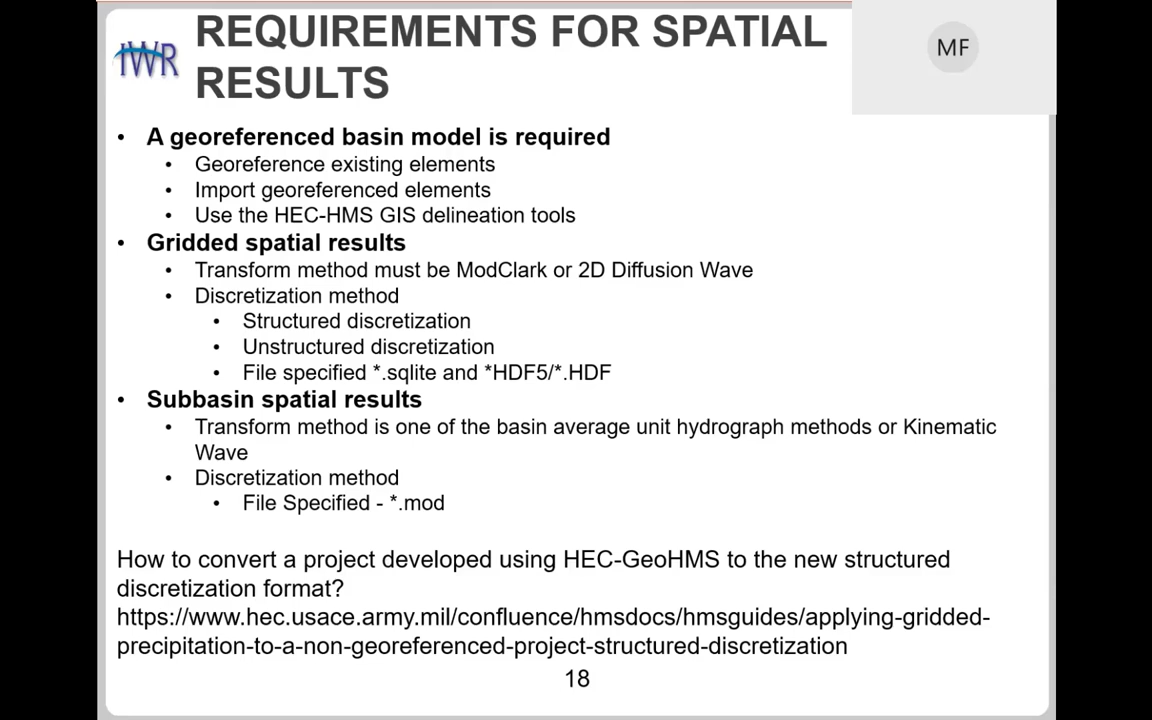 REQUIREMENTS FOR SPATIAL
RESULTS
IWR
MF
• A georeferenced basin model is required
• Georeference existing elements
• Import georeferenced elements
• Use the HEC-HMS GIS delineation tools
• Gridded spatial results
• Transform method must be ModClark or 2D Diffusion Wave
• Discretization method
• Structured discretization
• Unstructured discretization
• File specified *.sqlite and *HDF5/*.HDF
• Subbasin spatial results
• Transform method is one of the basin average unit hydrograph methods or Kinematic
Wave
• Discretization method
• File Specified - *.mod
How to convert a project developed using HEC-GeoHMS to the new structured
discretization format?
https://www.hec.usace.army.mil/confluence/hmsdocs/hmsguides/applying-gridded-
precipitation-to-a-non-georeferenced-project-structured-discretization
18